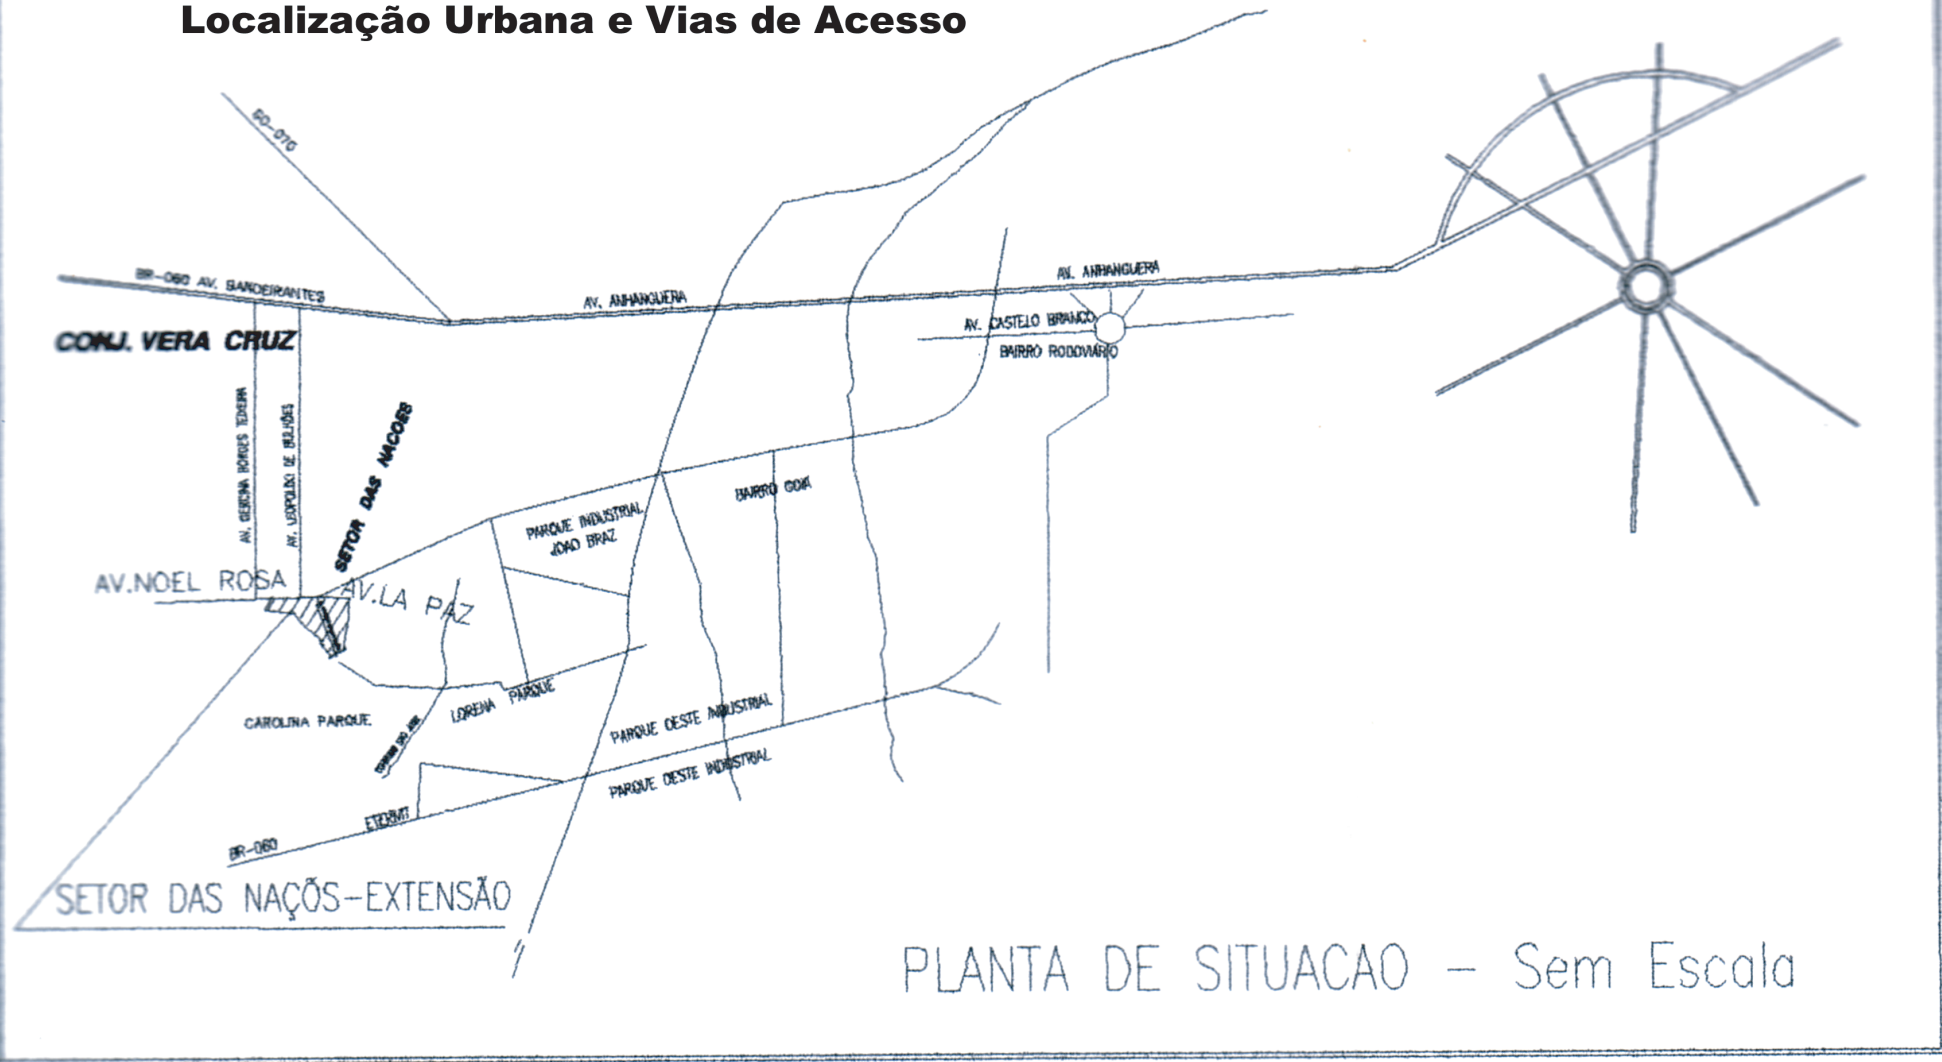 Localização Urbana e Vias de Acesso
GO-070
BR-060 AV. BANDEIRANTES
AV. ANHANGUERA
AV. ANHANGUERA
CONJ. VERA CRUZ
AV. CASTELO BRANCO
BAIRRO RODOVIÁRIO
AV. GERCINA BORGES TEIXEIRA
AV. LEOPOLDO DE BULHÕES
SETOR DAS NACOES
BAIRRO GOIÁ
PARQUE INDUSTRIAL
JOAO BRAZ
AV.NOEL ROSA
AV.LA PAZ
CAROLINA PARQUE
LORENA PARQUE
PARQUE OESTE INDUSTRIAL
PARQUE OESTE INDUSTRIAL
ETERNIT
BR-060
SETOR DAS NAÇÕS-EXTENSÃO
PLANTA DE SITUACAO - Sem Escala